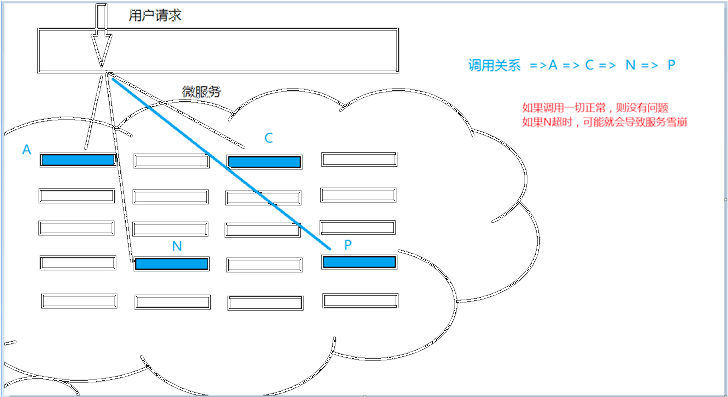 用户请求
调用关系 =>A => C => N => P
微服务
如果调用一切正常，则没有问题
如果N超时，可能就会导致服务雪崩
A
C
N
P